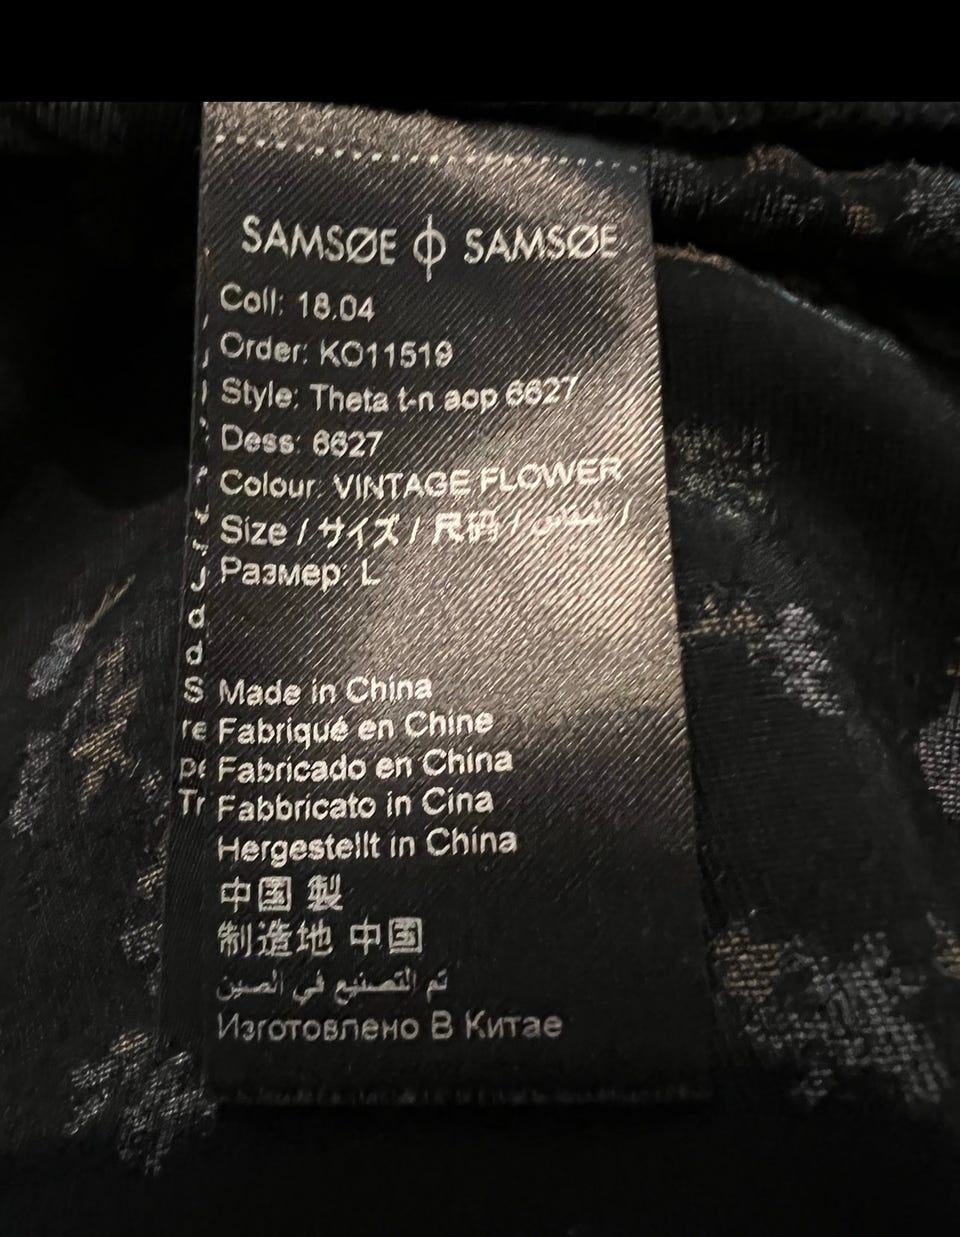 SAMSØE ф SAMSØE
Coll: 18.04
Order: KO11519
Style: Theta t-n aop 6627
Dess: 6627
Colour: VINTAGE FLOWER
Size / サイズ / 尺码 / مقاس /
Размер: L
Made in China
Fabriqué en Chine
Fabricado en China
Fabbricato in Cina
Hergestellt in China
中国 製
制造地 中国
تم التصنيع في الصين
Изготовлено В Китае